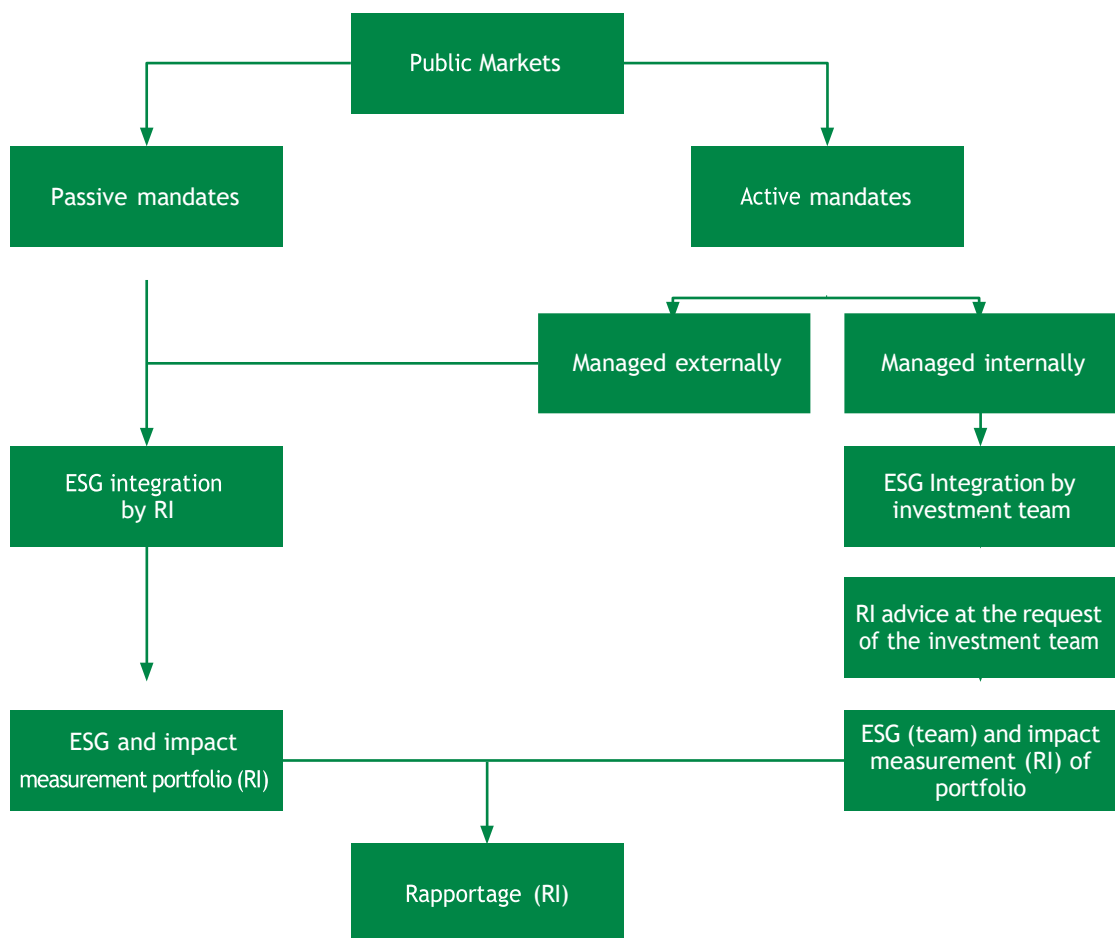 Public Markets
Passive mandates
Active mandates
Managed externally
Managed internally
ESG integration
by RI
ESG Integration by
investment team
RI advice at the request
of the investment team
ESG and impact
measurement portfolio (RI)
ESG (team) and impact
measurement (RI) of
portfolio
Rapportage (RI)